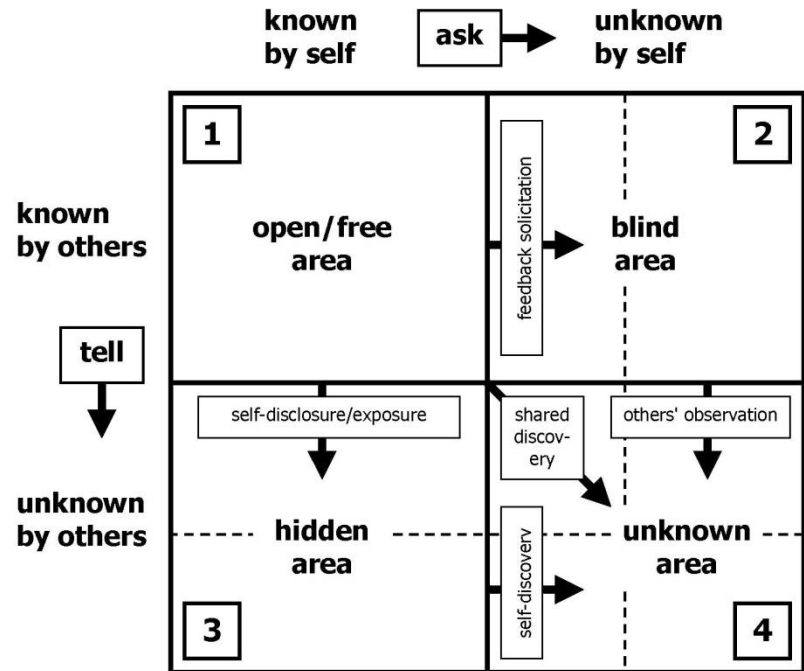 known
by self
ask
unknown
by self
1
2
known
by others
open/free
area
feedback solicitation
blind
area
tell
self-disclosure/exposure
shared
discov-
ery
others' observation
unknown
by others
hidden
area
self-discovery
unknown
area
3
4